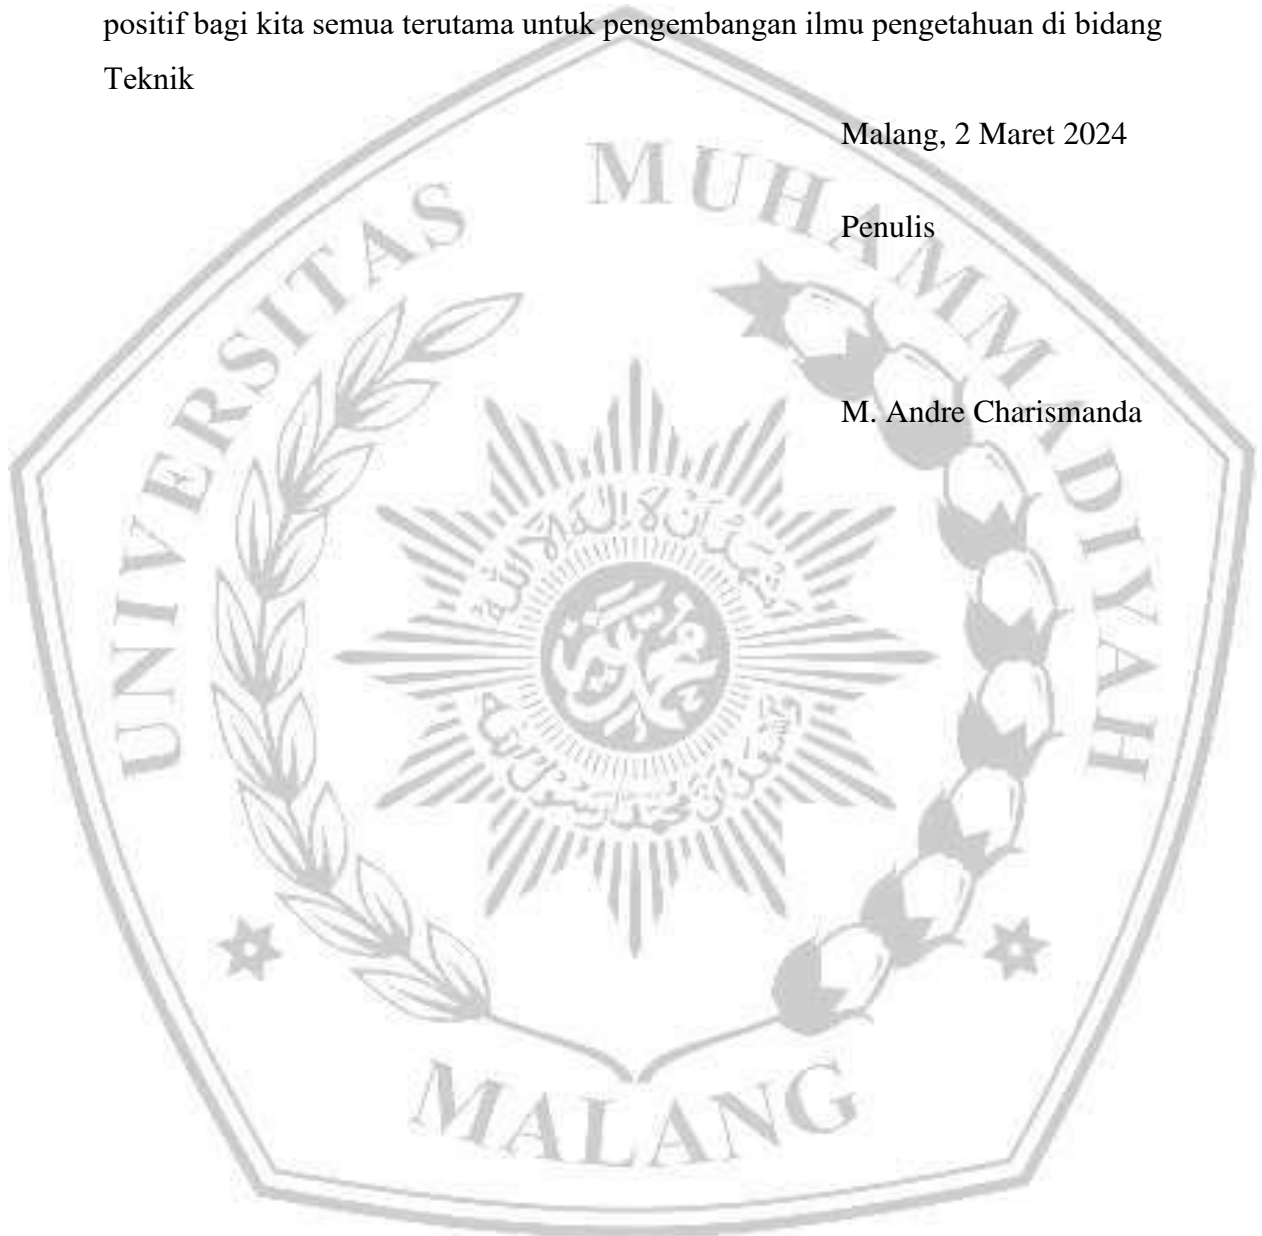 positif bagi kita semua terutama untuk pengembangan ilmu pengetahuan di bidang
Teknik
Malang, 2 Maret 2024
Penulis
M. Andre Charismanda
UNIVERSITAS MUHAMMADIYAH
MALANG